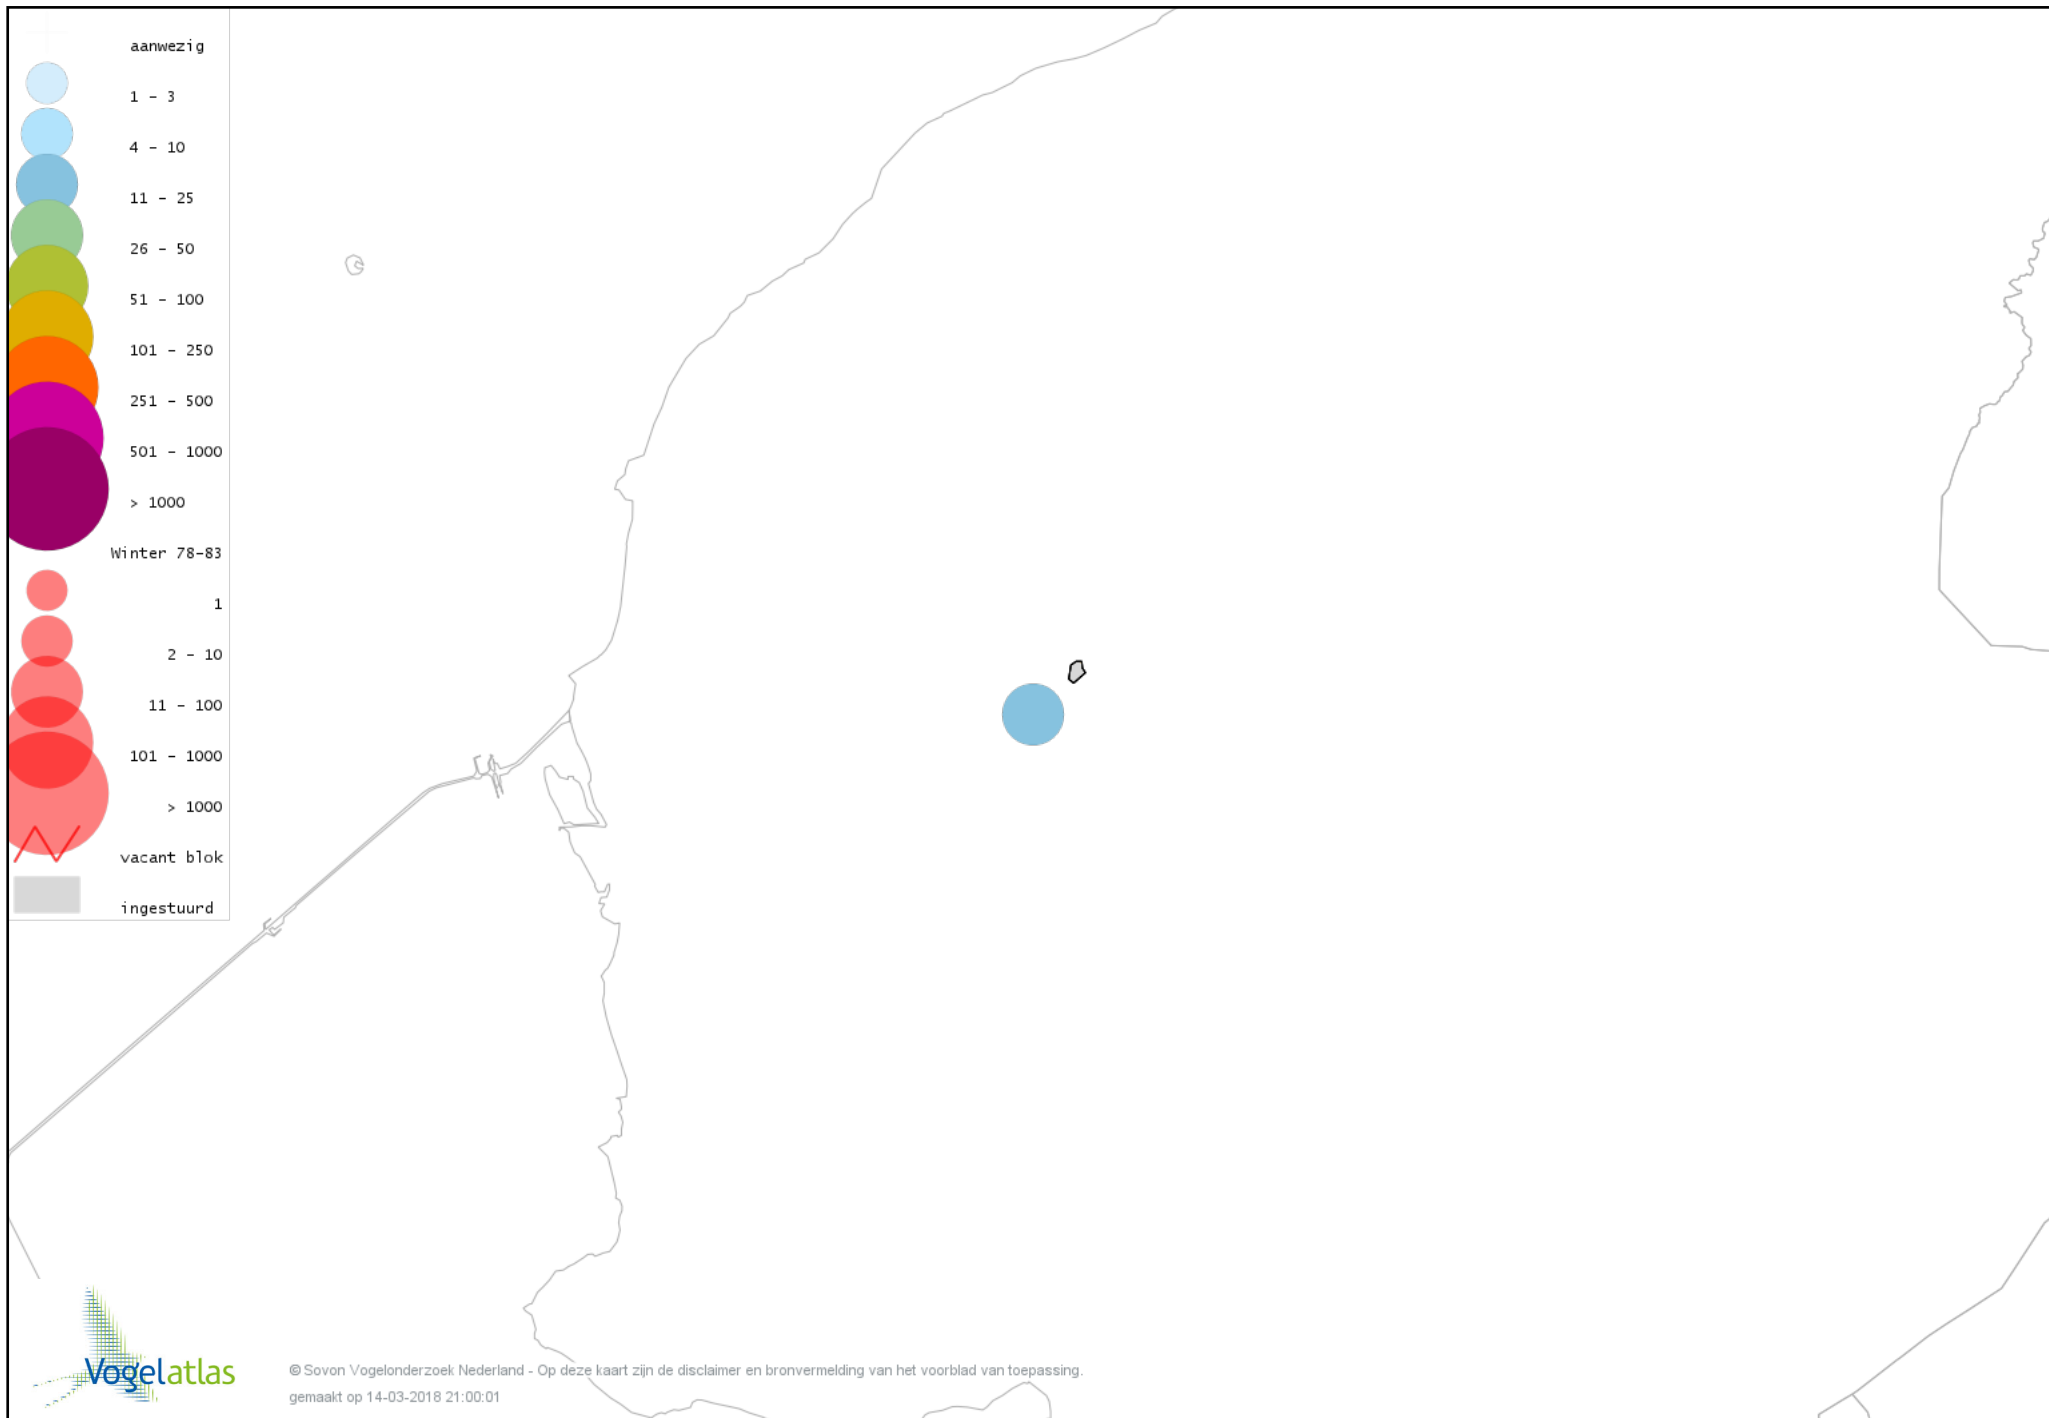 aanwezig
1 - 3
4 - 10
11 - 25
26 - 50
51 - 100
101 - 250
251 - 500
501 - 1000
> 1000
Winter 78-83
1
2 - 10
11 - 100
101 - 1000
> 1000
vacant blok
ingestuurd
Vogelatlas
© Sovon Vogelonderzoek Nederland - Op deze kaart zijn de disclaimer en bronvermelding van het voorblad van toepassing.
gemaakt op 14-03-2018 21:00:01